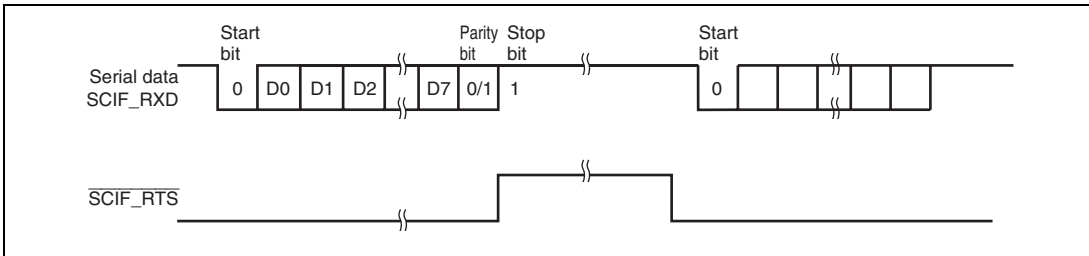 Start bit
Parity bit
Stop bit
Start bit
Serial data
SCIF_RXD
0 D0 D1 D2 D7 0/1 1 0
SCIF_RTS